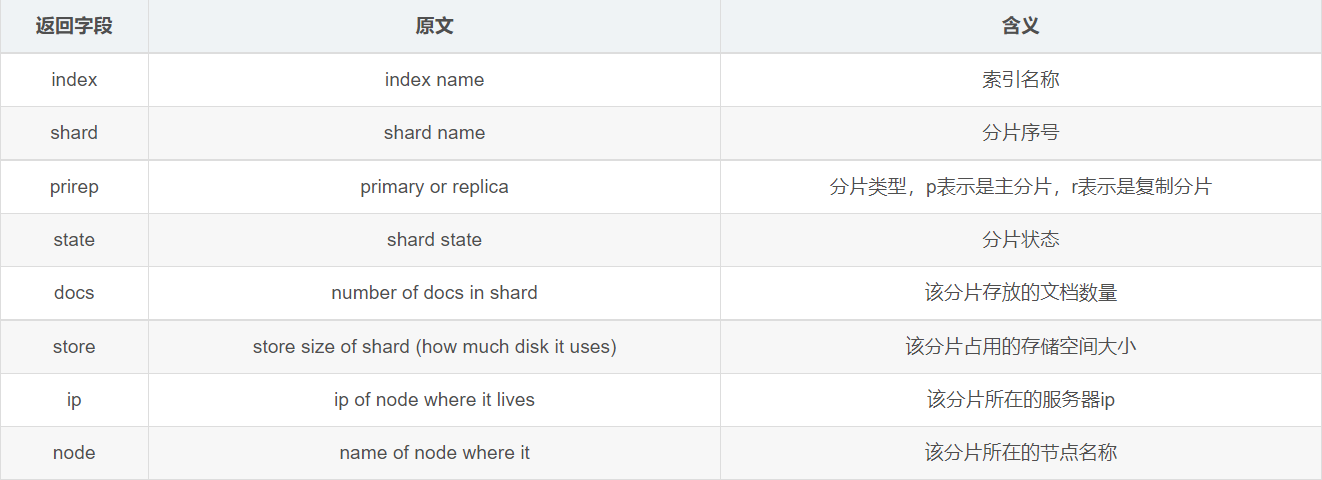 返回字段 原文 含义
index index name 索引名称
shard shard name 分片序号
prirep primary or replica 分片类型，p表示是主分片，r表示是复制分片
state shard state 分片状态
docs number of docs in shard 该分片存放的文档数量
store store size of shard (how much disk it uses) 该分片占用的存储空间大小
ip ip of node where it lives 该分片所在的服务器ip
node name of node where it 该分片所在的节点名称